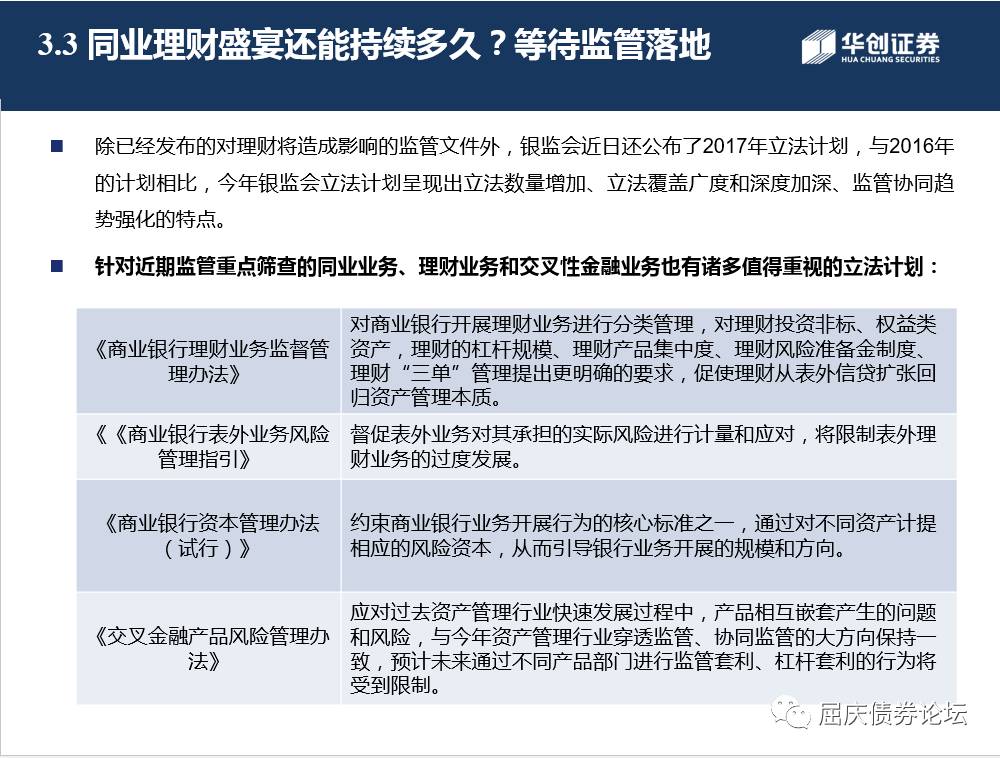 3.3 同业理财盛宴还能持续多久？等待监管落地
华创证券
HUA CHUANG SECURITIES
除已经发布的对理财将造成影响的监管文件外，银监会近日还公布了2017年立法计划，与2016年
的计划相比，今年银监会立法计划呈现出立法数量增加、立法覆盖广度和深度加深、监管协同趋
势强化的特点。
针对近期监管重点筛查的同业业务、理财业务和交叉性金融业务也有诸多值得重视的立法计划：
《商业银行理财业务监督管
理办法》
对商业银行开展理财业务进行分类管理，对理财投资非标、权益类
资产，理财的杠杆规模、理财产品集中度、理财风险准备金制度、
理财“三单”管理提出更明确的要求，促使理财从表外信贷扩张回
归资产管理本质。
《《商业银行表外业务风险
管理指引》
督促表外业务对其承担的实际风险进行计量和应对，将限制表外理
财业务的过度发展。
《商业银行资本管理办法
（试行）》
约束商业银行业务开展行为的核心标准之一，通过对不同资产计提
相应的风险资本，从而引导银行业务开展的规模和方向。
《交叉金融产品风险管理办
法》
应对过去资产管理行业快速发展过程中，产品相互嵌套产生的问题
和风险，与今年资产管理行业穿透监管、协同监管的大方向保持一
致，预计未来通过不同产品部门进行监管套利、杠杆套利的行为将
受到限制。
屈庆债券论坛